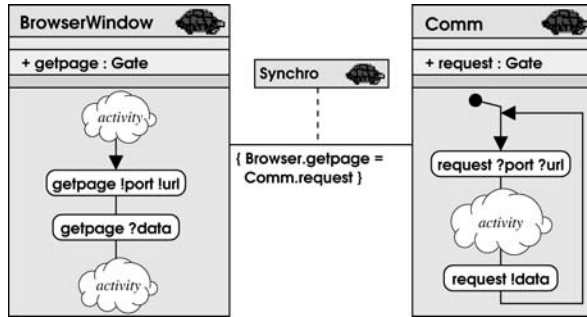 BrowserWindow
+ getpage : Gate
activity
getpage !port !url
getpage ?data
activity
Synchro
{ Browser.getpage =
Comm.request }
Comm
+ request : Gate
request ?port ?url
activity
request !data